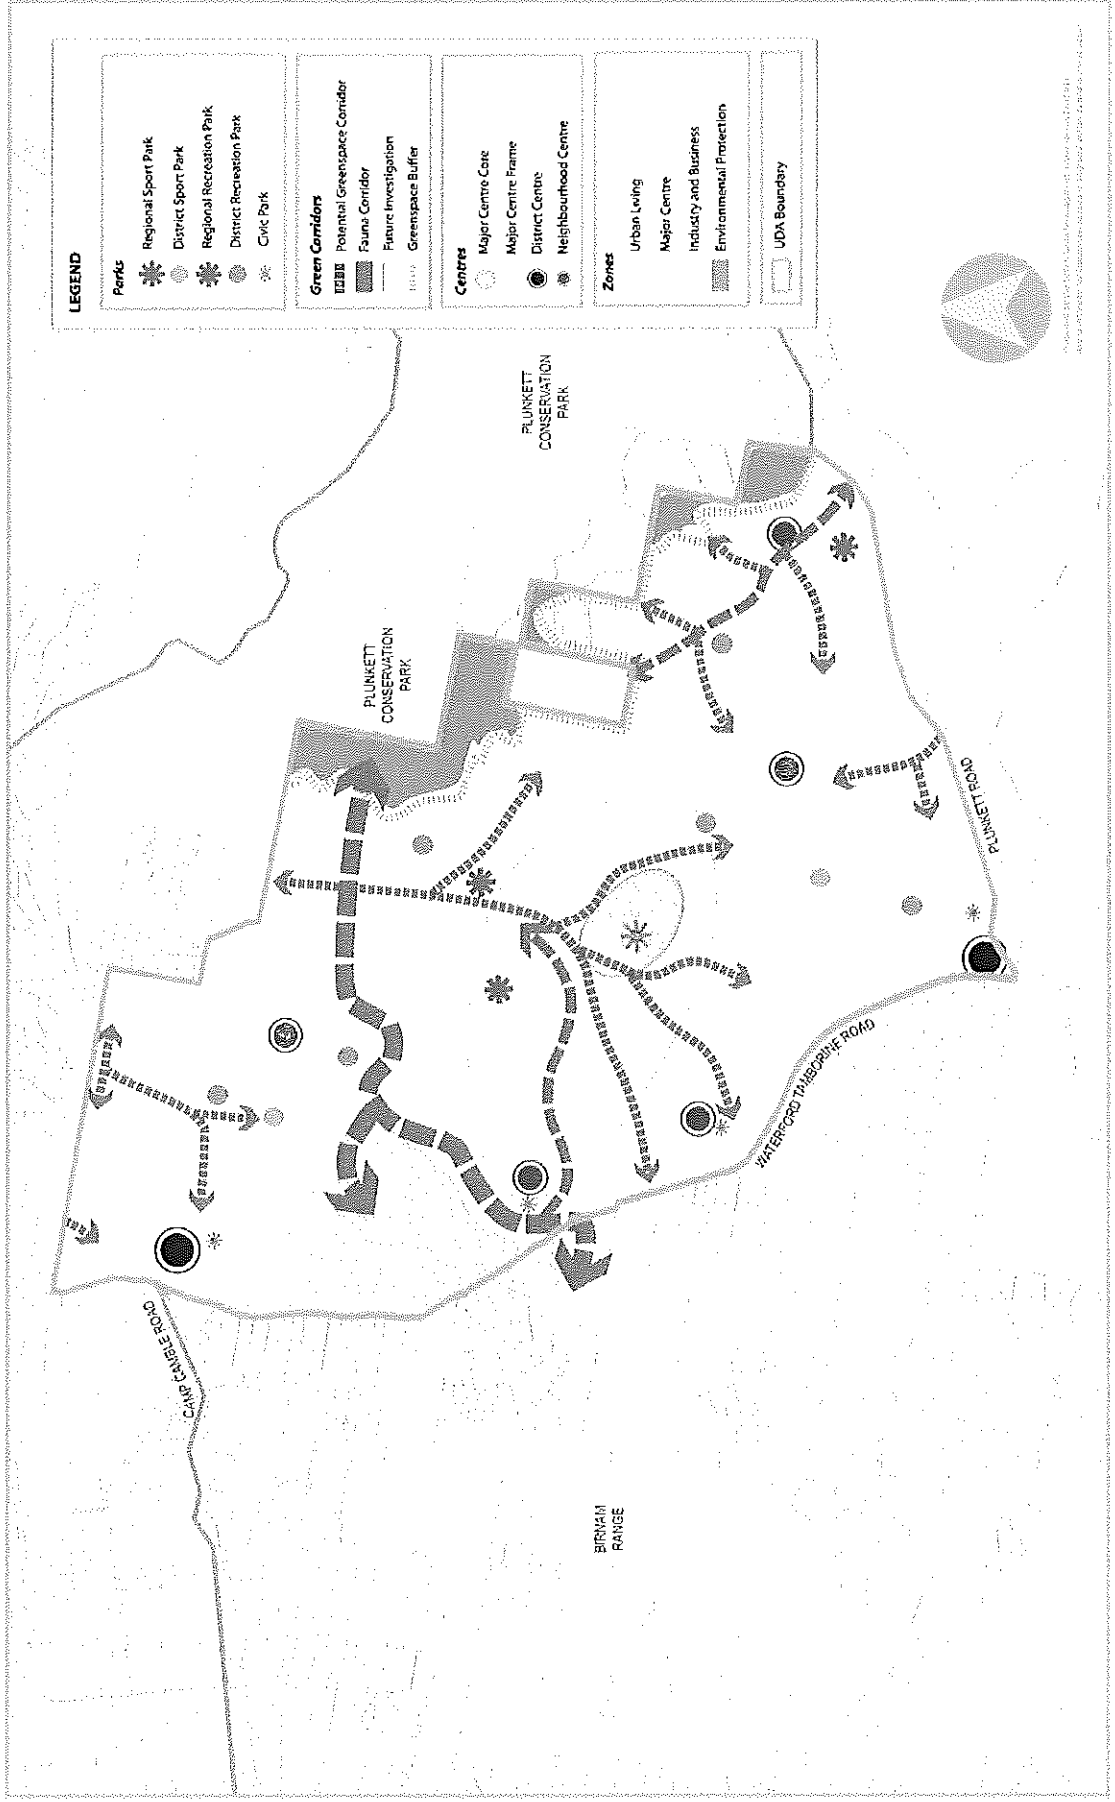 LEGEND
Parks
Regional Sport Park
District Sport Park
Regional Recreation Park
District Recreation Park
Civic Park
Green Corridors
Potential Greenspace Corridor
Fauna Corridor
Future Investigation
Greenspace Buffer
Centres
Major Centre Core
Major Centre Frame
District Centre
Neighbourhood Centre
Zones
Urban Living
Major Centre
Industry and Business
Environmental Protection
UDA Boundary
PLUNKETT
CONSERVATION
PARK
PLUNKETT
CONSERVATION
PARK
PLUNKETT ROAD
WATERFORD TAMBORINE ROAD
CAMP CABLE ROAD
BIRNAM
RANGE